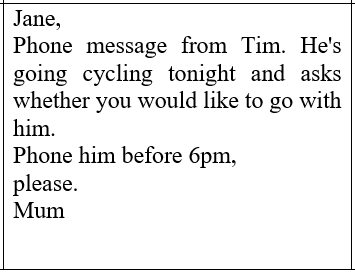 Jane,
Phone message from Tim. He's
going cycling tonight and asks
whether you would like to go with
him.
Phone him before 6pm,
please.
Mum